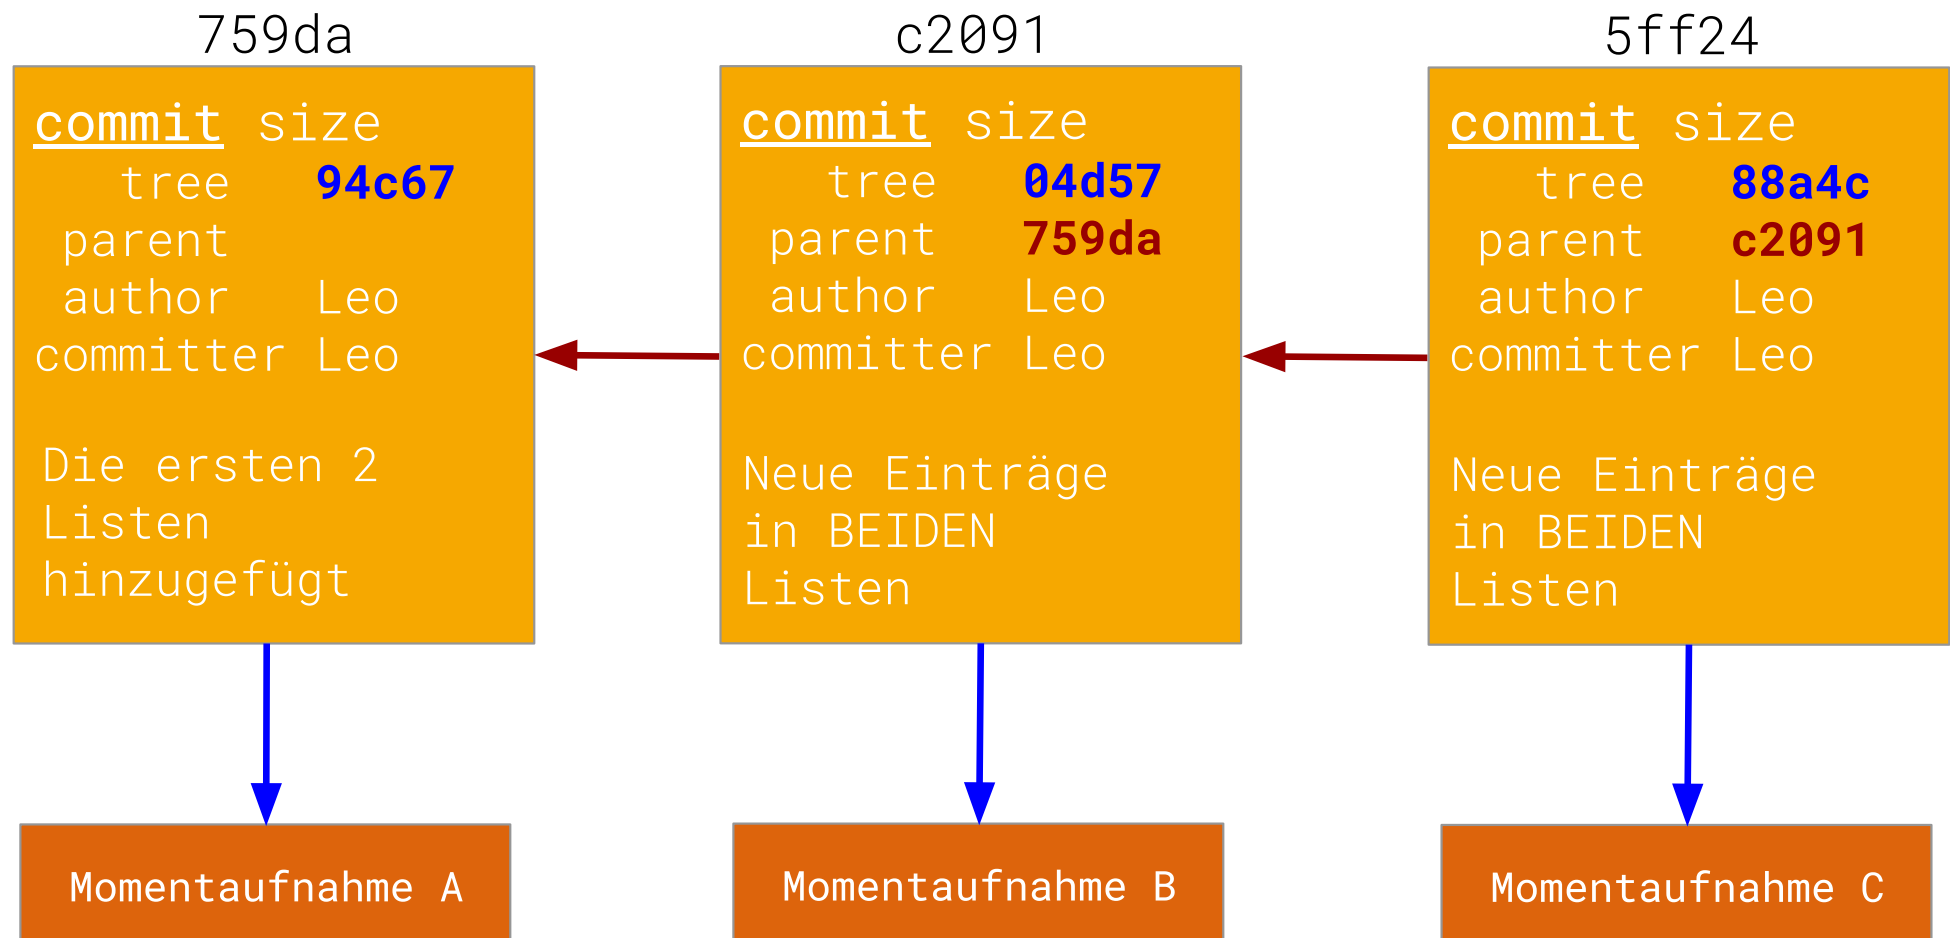 759da
commit size
tree 94c67
parent
author Leo
committer Leo
Die ersten 2
Listen
hinzugefügt
Momentaufnahme A
c2091
commit size
tree 04d57
parent 759da
author Leo
committer Leo
Neue Einträge
in BEIDEN
Listen
Momentaufnahme B
5ff24
commit size
tree 88a4c
parent c2091
author Leo
committer Leo
Neue Einträge
in BEIDEN
Listen
Momentaufnahme C